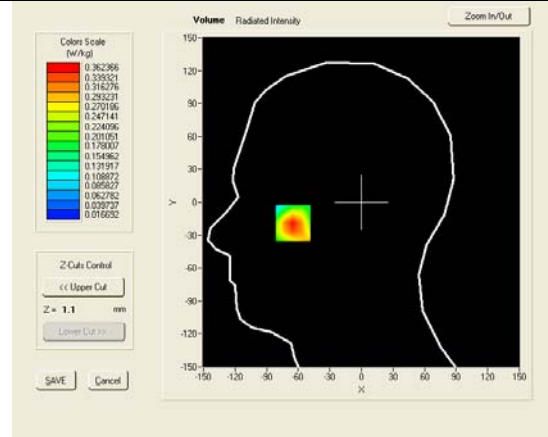 Volume Radiated Intensity
Zoom In/Out
Colors Scale
(W/kg)
0.362366
0.339321
0.316276
0.293231
0.270186
0.247141
0.224096
0.201051
0.178007
0.154962
0.131917
0.108872
0.085827
0.062782
0.039737
0.016692
Z-Cuts Control
<< Upper Cut
Z = 1.1 mm
Lower Cut >>
SAVE Cancel
150
120
90
60
30
0
-30
-60
-90
-120
-150
Y
-150 -120 -90 -60 -30 0 30 60 90 120 150
X